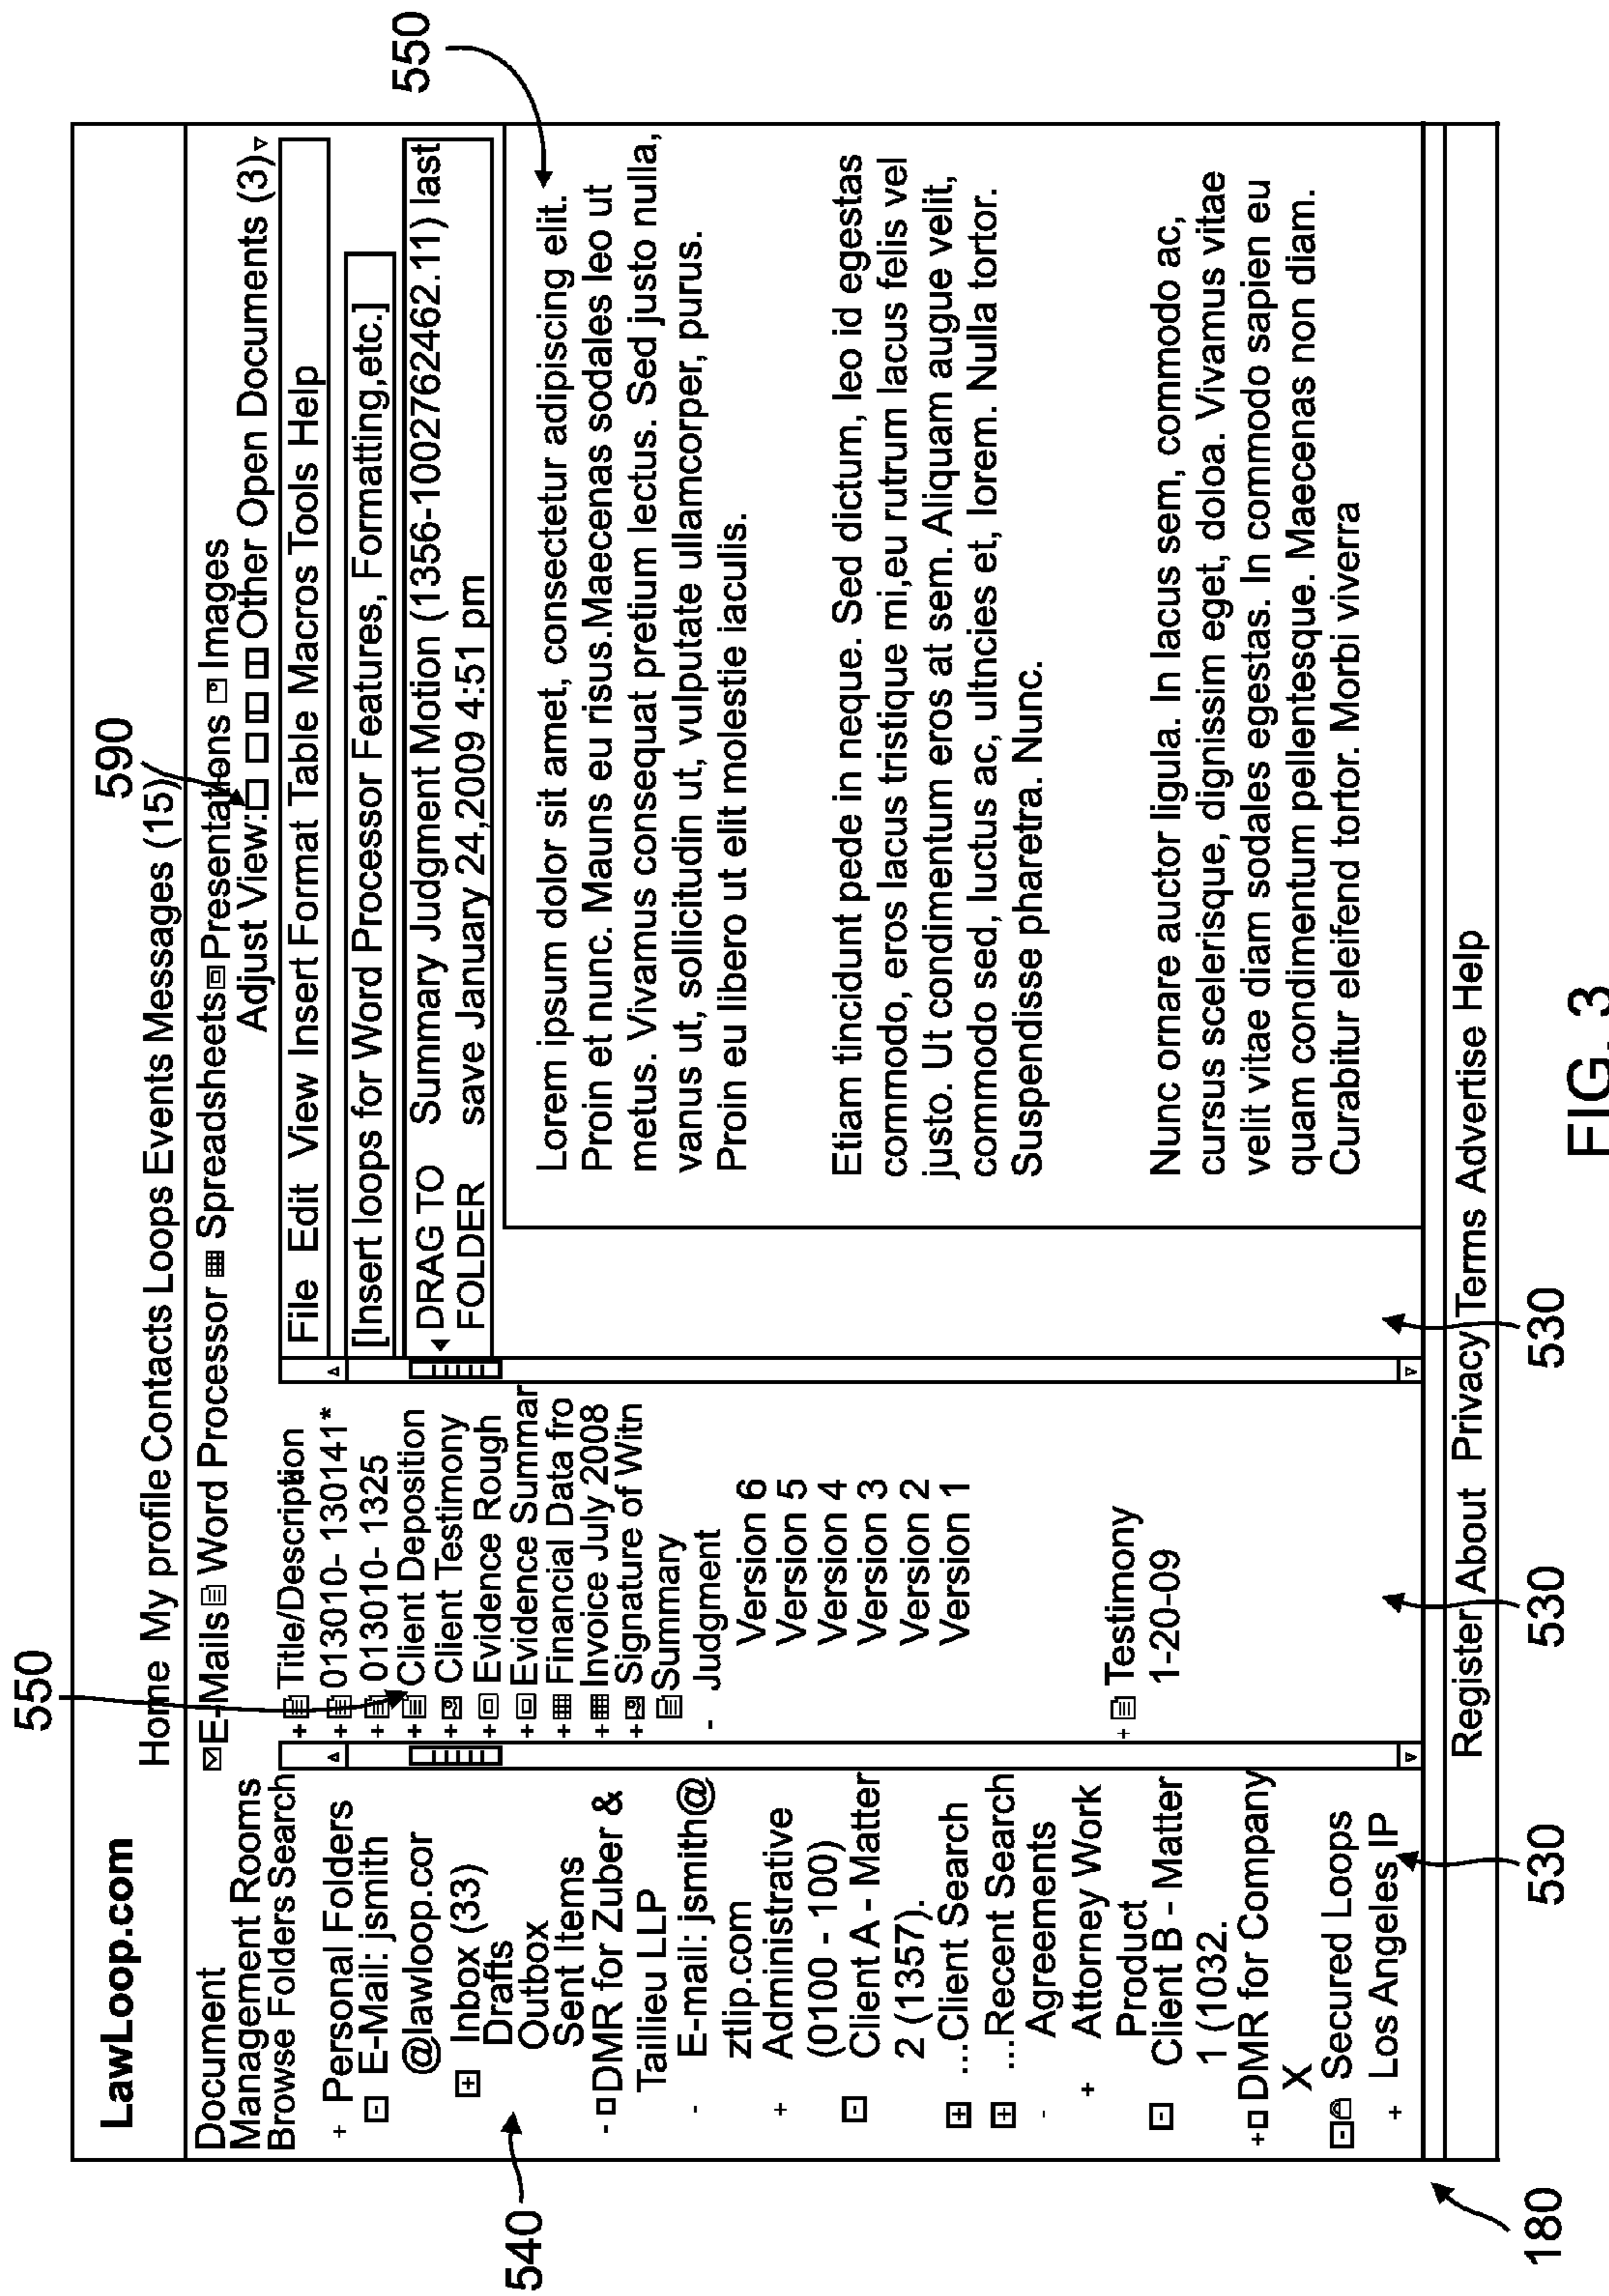 550
590
550
LawLoop.com
Home My profile Contacts Loops Events Messages (15)
E-Mails Word Processor Spreadsheets Presentations Images
Adjust View: Other Open Documents (3)
Document
Management Rooms
Browse Folders Search
+ Personal Folders
- E-Mail: jsmith
@lawloop.cor
+ Inbox (33)
Drafts
Outbox
Sent Items
- DMR for Zuber &
Taillieu LLP
- E-mail: jsmith@
ztlip.com
+ Administrative
(0100 - 100)
- Client A - Matter
2 (1357).
+ ...Client Search
+ ...Recent Search
- Agreements
+ Attorney Work
Product
- Client B - Matter
1 (1032.
+ DMR for Company
X
- Secured Loops
+ Los Angeles IP
+ Title/Description
+ 013010- 130141*
+ 013010- 1325
+ Client Deposition
+ Client Testimony
+ Evidence Rough
+ Evidence Summar
+ Financial Data fro
+ Invoice July 2008
+ Signature of Witn
Summary
- Judgment
Version 6
Version 5
Version 4
Version 3
Version 2
Version 1
+ Testimony
1-20-09
File Edit View Insert Format Table Macros Tools Help
[Insert loops for Word Processor Features, Formatting,etc.]
DRAG TO Summary Judgment Motion (1356-1002762462.11) last
FOLDER save January 24,2009 4:51 pm
Lorem ipsum dolor sit amet, consectetur adipiscing elit.
Proin et nunc. Mauns eu risus.Maecenas sodales leo ut
metus. Vivamus consequat pretium lectus. Sed justo nulla,
vanus ut, sollicitudin ut, vulputate ullamcorper, purus.
Proin eu libero ut elit molestie iaculis.
Etiam tincidunt pede in neque. Sed dictum, leo id egestas
commodo, eros lacus tristique mi,eu rutrum lacus felis vel
justo. Ut condimentum eros at sem. Aliquam augue velit,
commodo sed, luctus ac, ultncies et, lorem. Nulla tortor.
Suspendisse pharetra. Nunc.
Nunc ornare auctor ligula. In lacus sem, commodo ac,
cursus scelerisque, dignissim eget, doloa. Vivamus vitae
velit vitae diam sodales egestas. In commodo sapien eu
quam condimentum pellentesque. Maecenas non diam.
Curabitur eleifend tortor. Morbi viverra
Register About Privacy Terms Advertise Help
540
180
530
530
530
FIG. 3